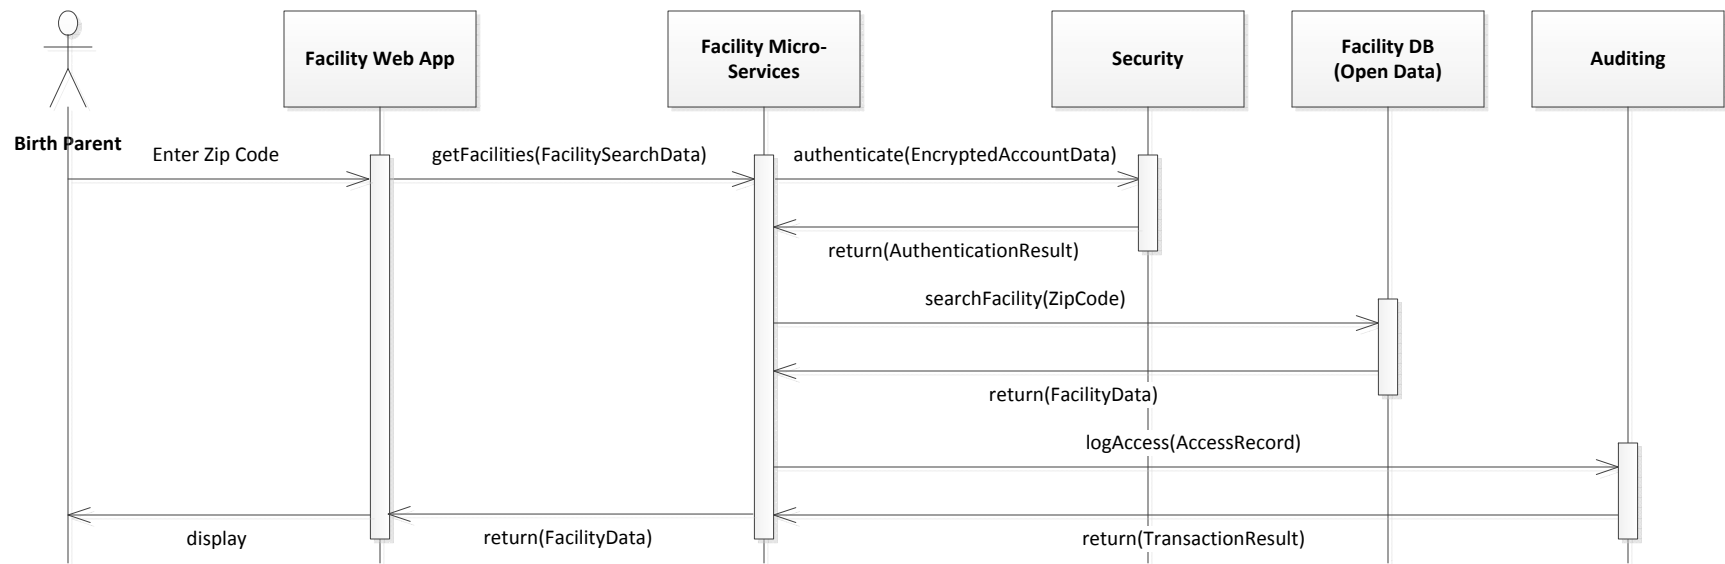 Facility Web App
Facility Micro-
Services
Security
Facility DB
(Open Data)
Auditing
Birth Parent
Enter Zip Code
getFacilities(FacilitySearchData)
authenticate(EncryptedAccountData)
return(AuthenticationResult)
searchFacility(ZipCode)
return(FacilityData)
logAccess(AccessRecord)
display
return(FacilityData)
return(TransactionResult)